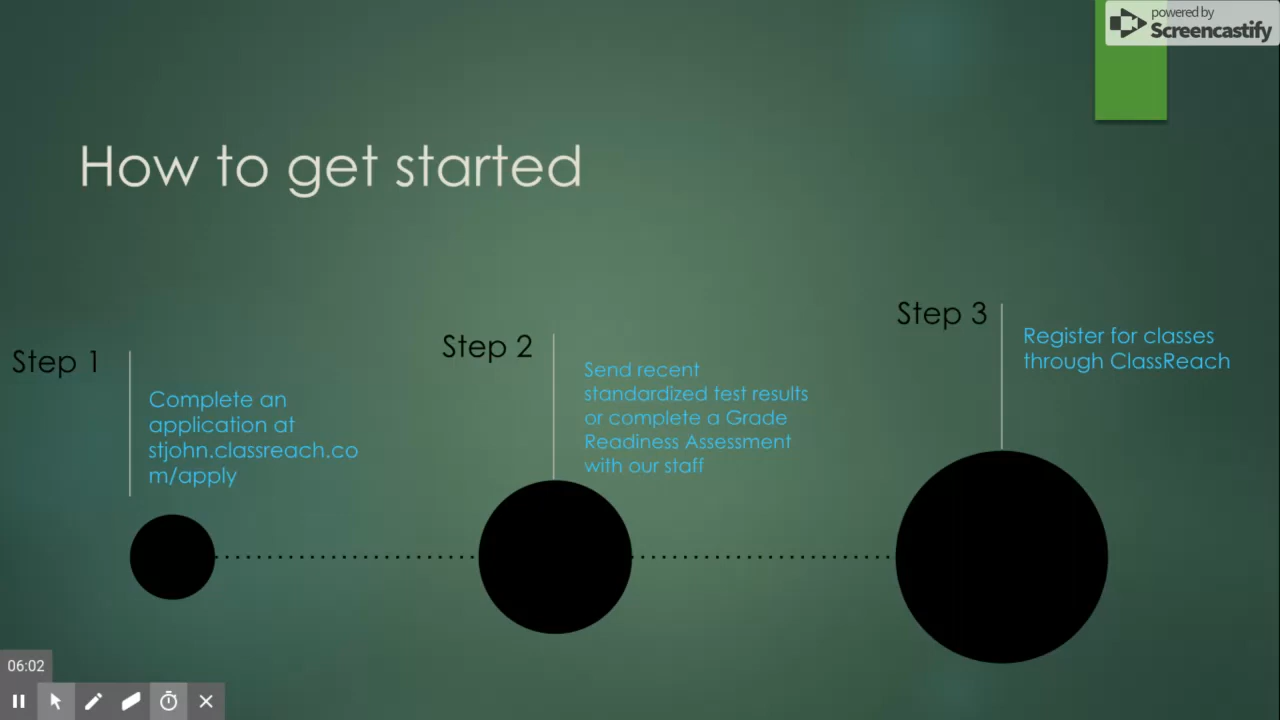 powered by
Screencastify
How to get started
Step 1
Complete an
application at
stjohn.classreach.co
m/apply
Step 2
Send recent
standardized test results
or complete a Grade
Readiness Assessment
with our staff
Step 3
Register for classes
through ClassReach
06:02